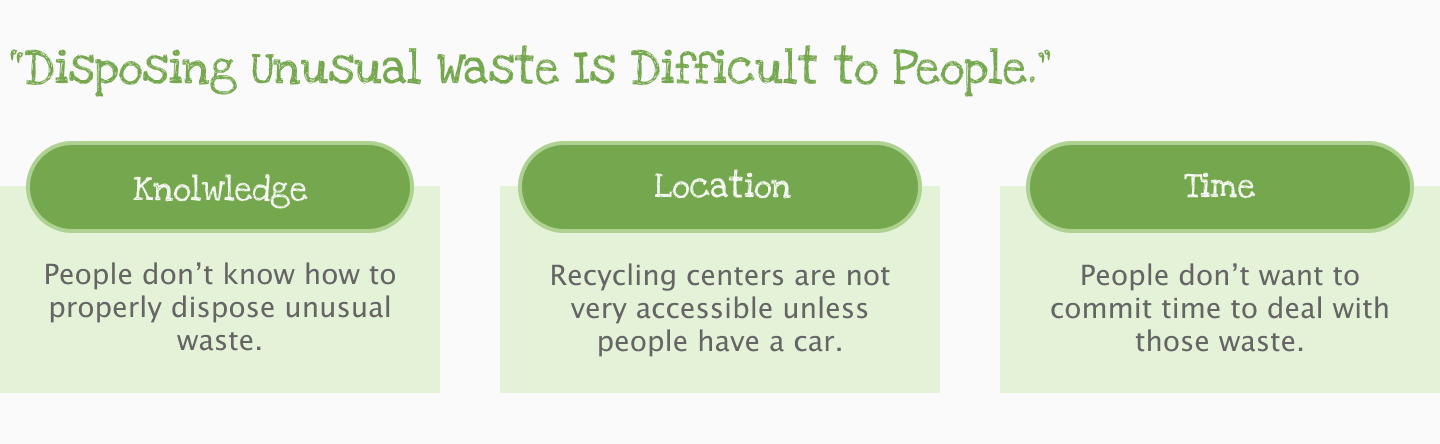 "Disposing Unusual Waste Is Difficult to People."
Knolwledge
Location
Time
People don't know how to
properly dispose unusual
waste.
Recycling centers are not
very accessible unless
people have a car.
People don't want to
commit time to deal with
those waste.